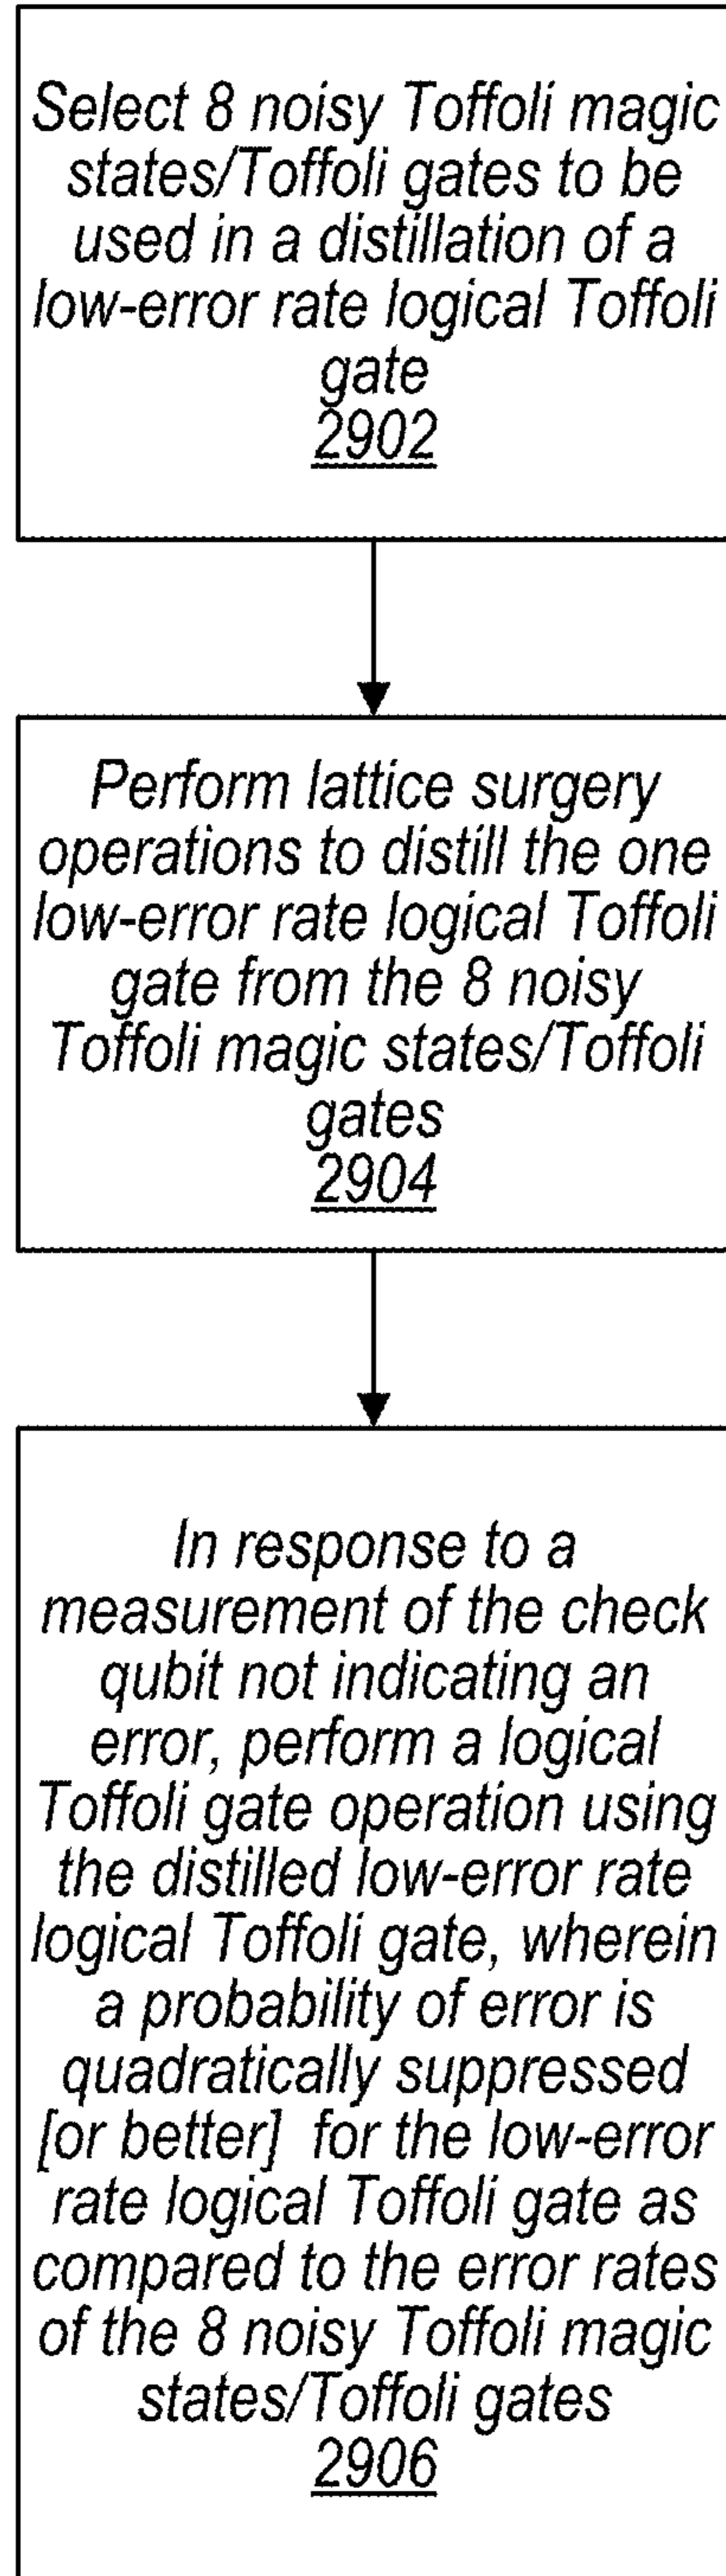 Select 8 noisy Toffoli magic
states/Toffoli gates to be
used in a distillation of a
low-error rate logical Toffoli
gate
2902
Perform lattice surgery
operations to distill the one
low-error rate logical Toffoli
gate from the 8 noisy
Toffoli magic states/Toffoli
gates
2904
In response to a
measurement of the check
qubit not indicating an
error, perform a logical
Toffoli gate operation using
the distilled low-error rate
logical Toffoli gate, wherein
a probability of error is
quadratically suppressed
[or better] for the low-error
rate logical Toffoli gate as
compared to the error rates
of the 8 noisy Toffoli magic
states/Toffoli gates
2906